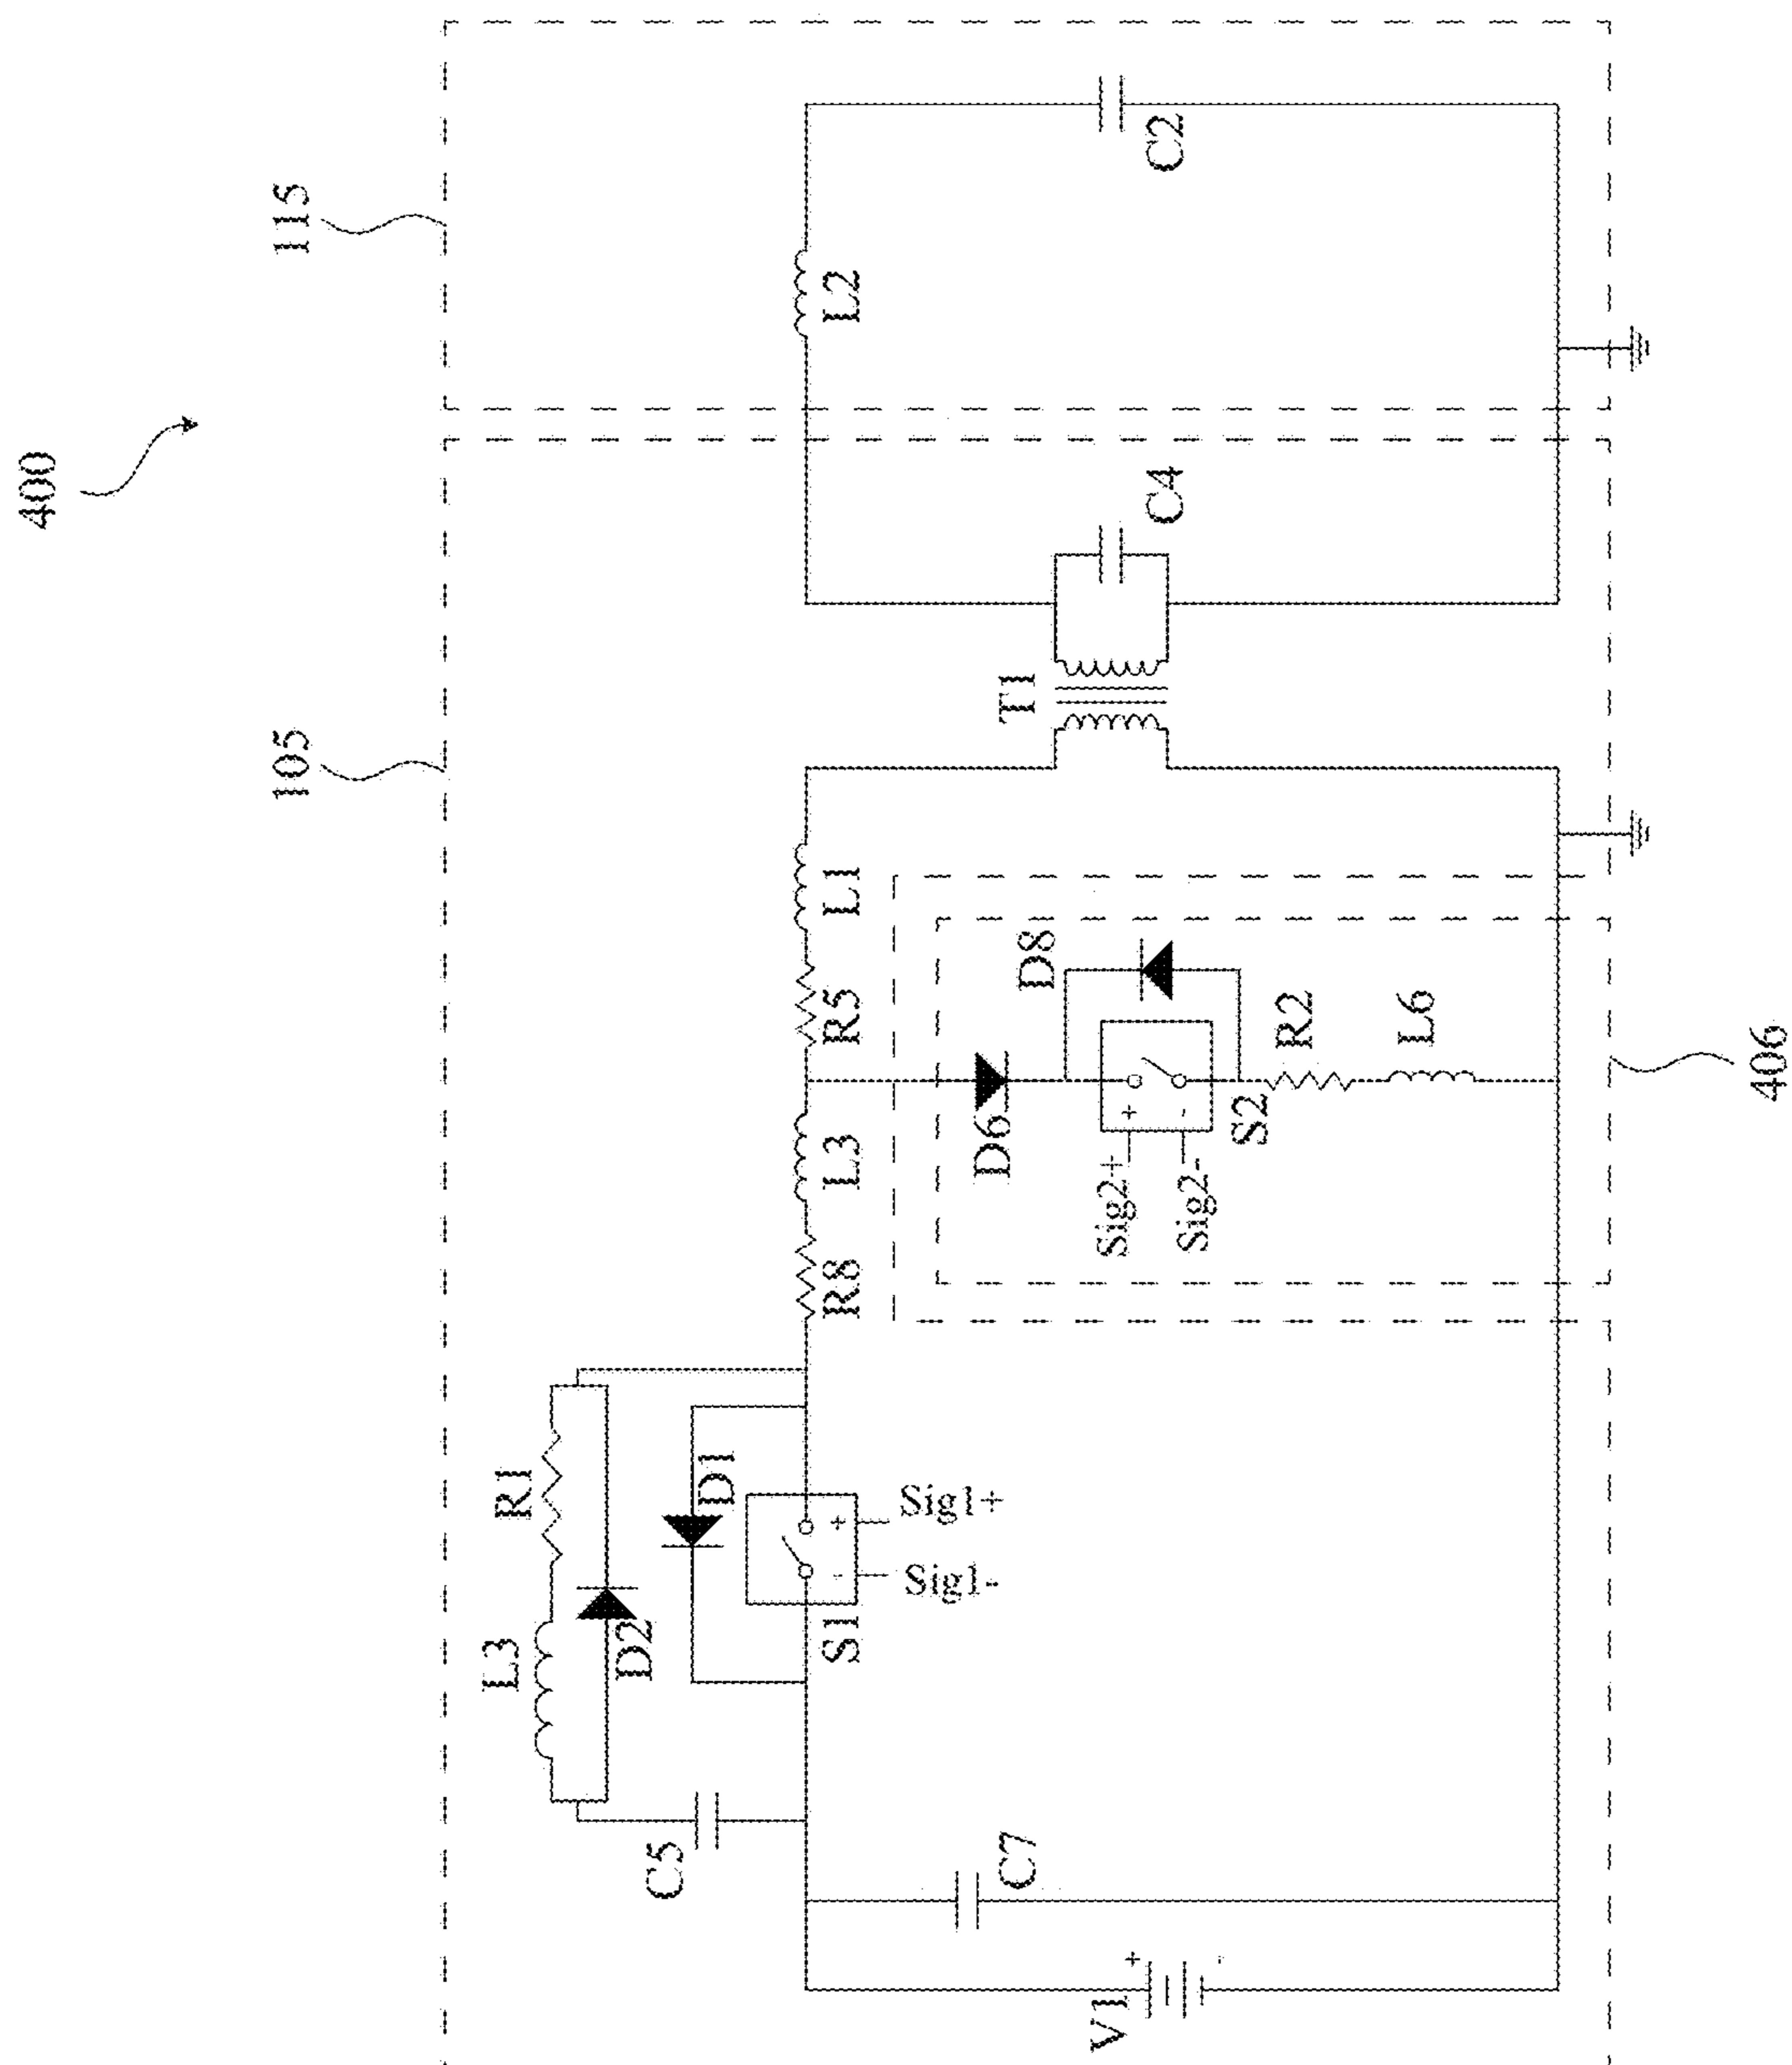 400
105
115
L3
R1
D2
D1
C5
S1
Sig1-
Sig1+
R8
L3
R5
L1
T1
L2
C7
V1
+
-
- +
D6
D8
Sig2+
Sig2-
+
-
S2
R2
L6
C4
C2
406